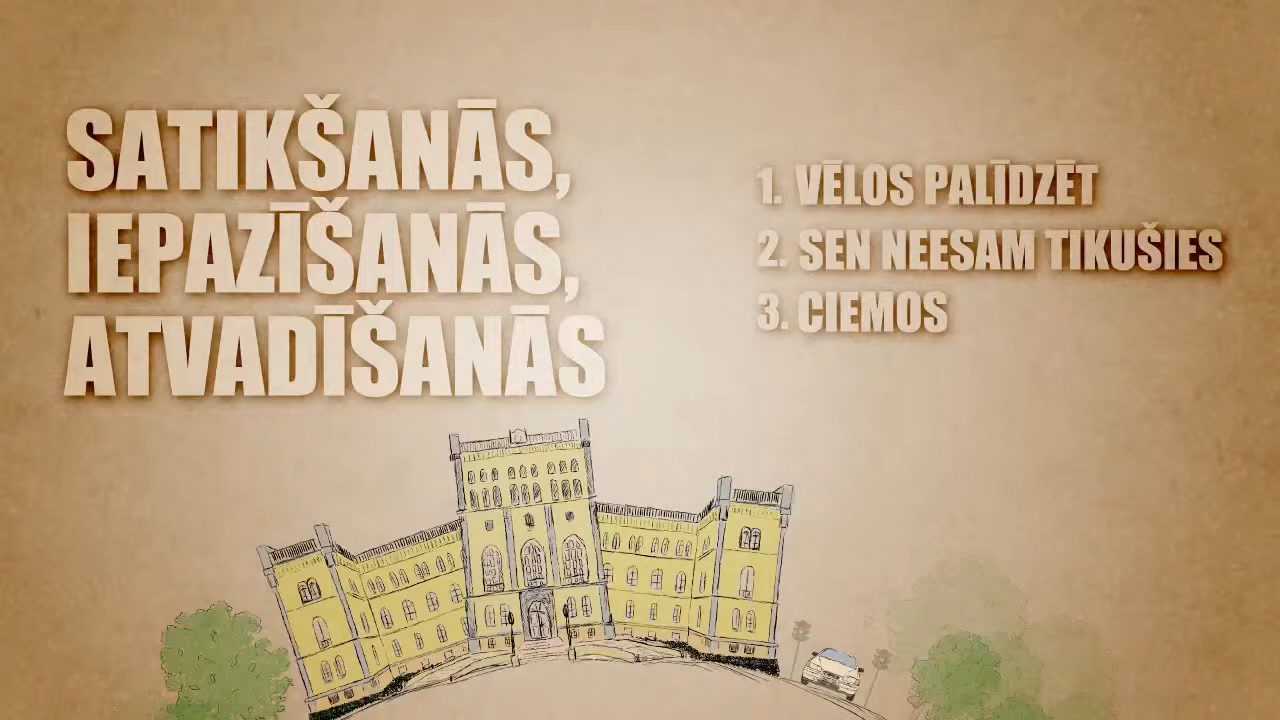 SATIKŠANĀS,
IEPAZĪŠANĀS,
ATVADĪŠANĀS
1. VĒLOS PALĪDZĒT
2. SEN NEESAM TIKUŠIES
3. CIEMOS